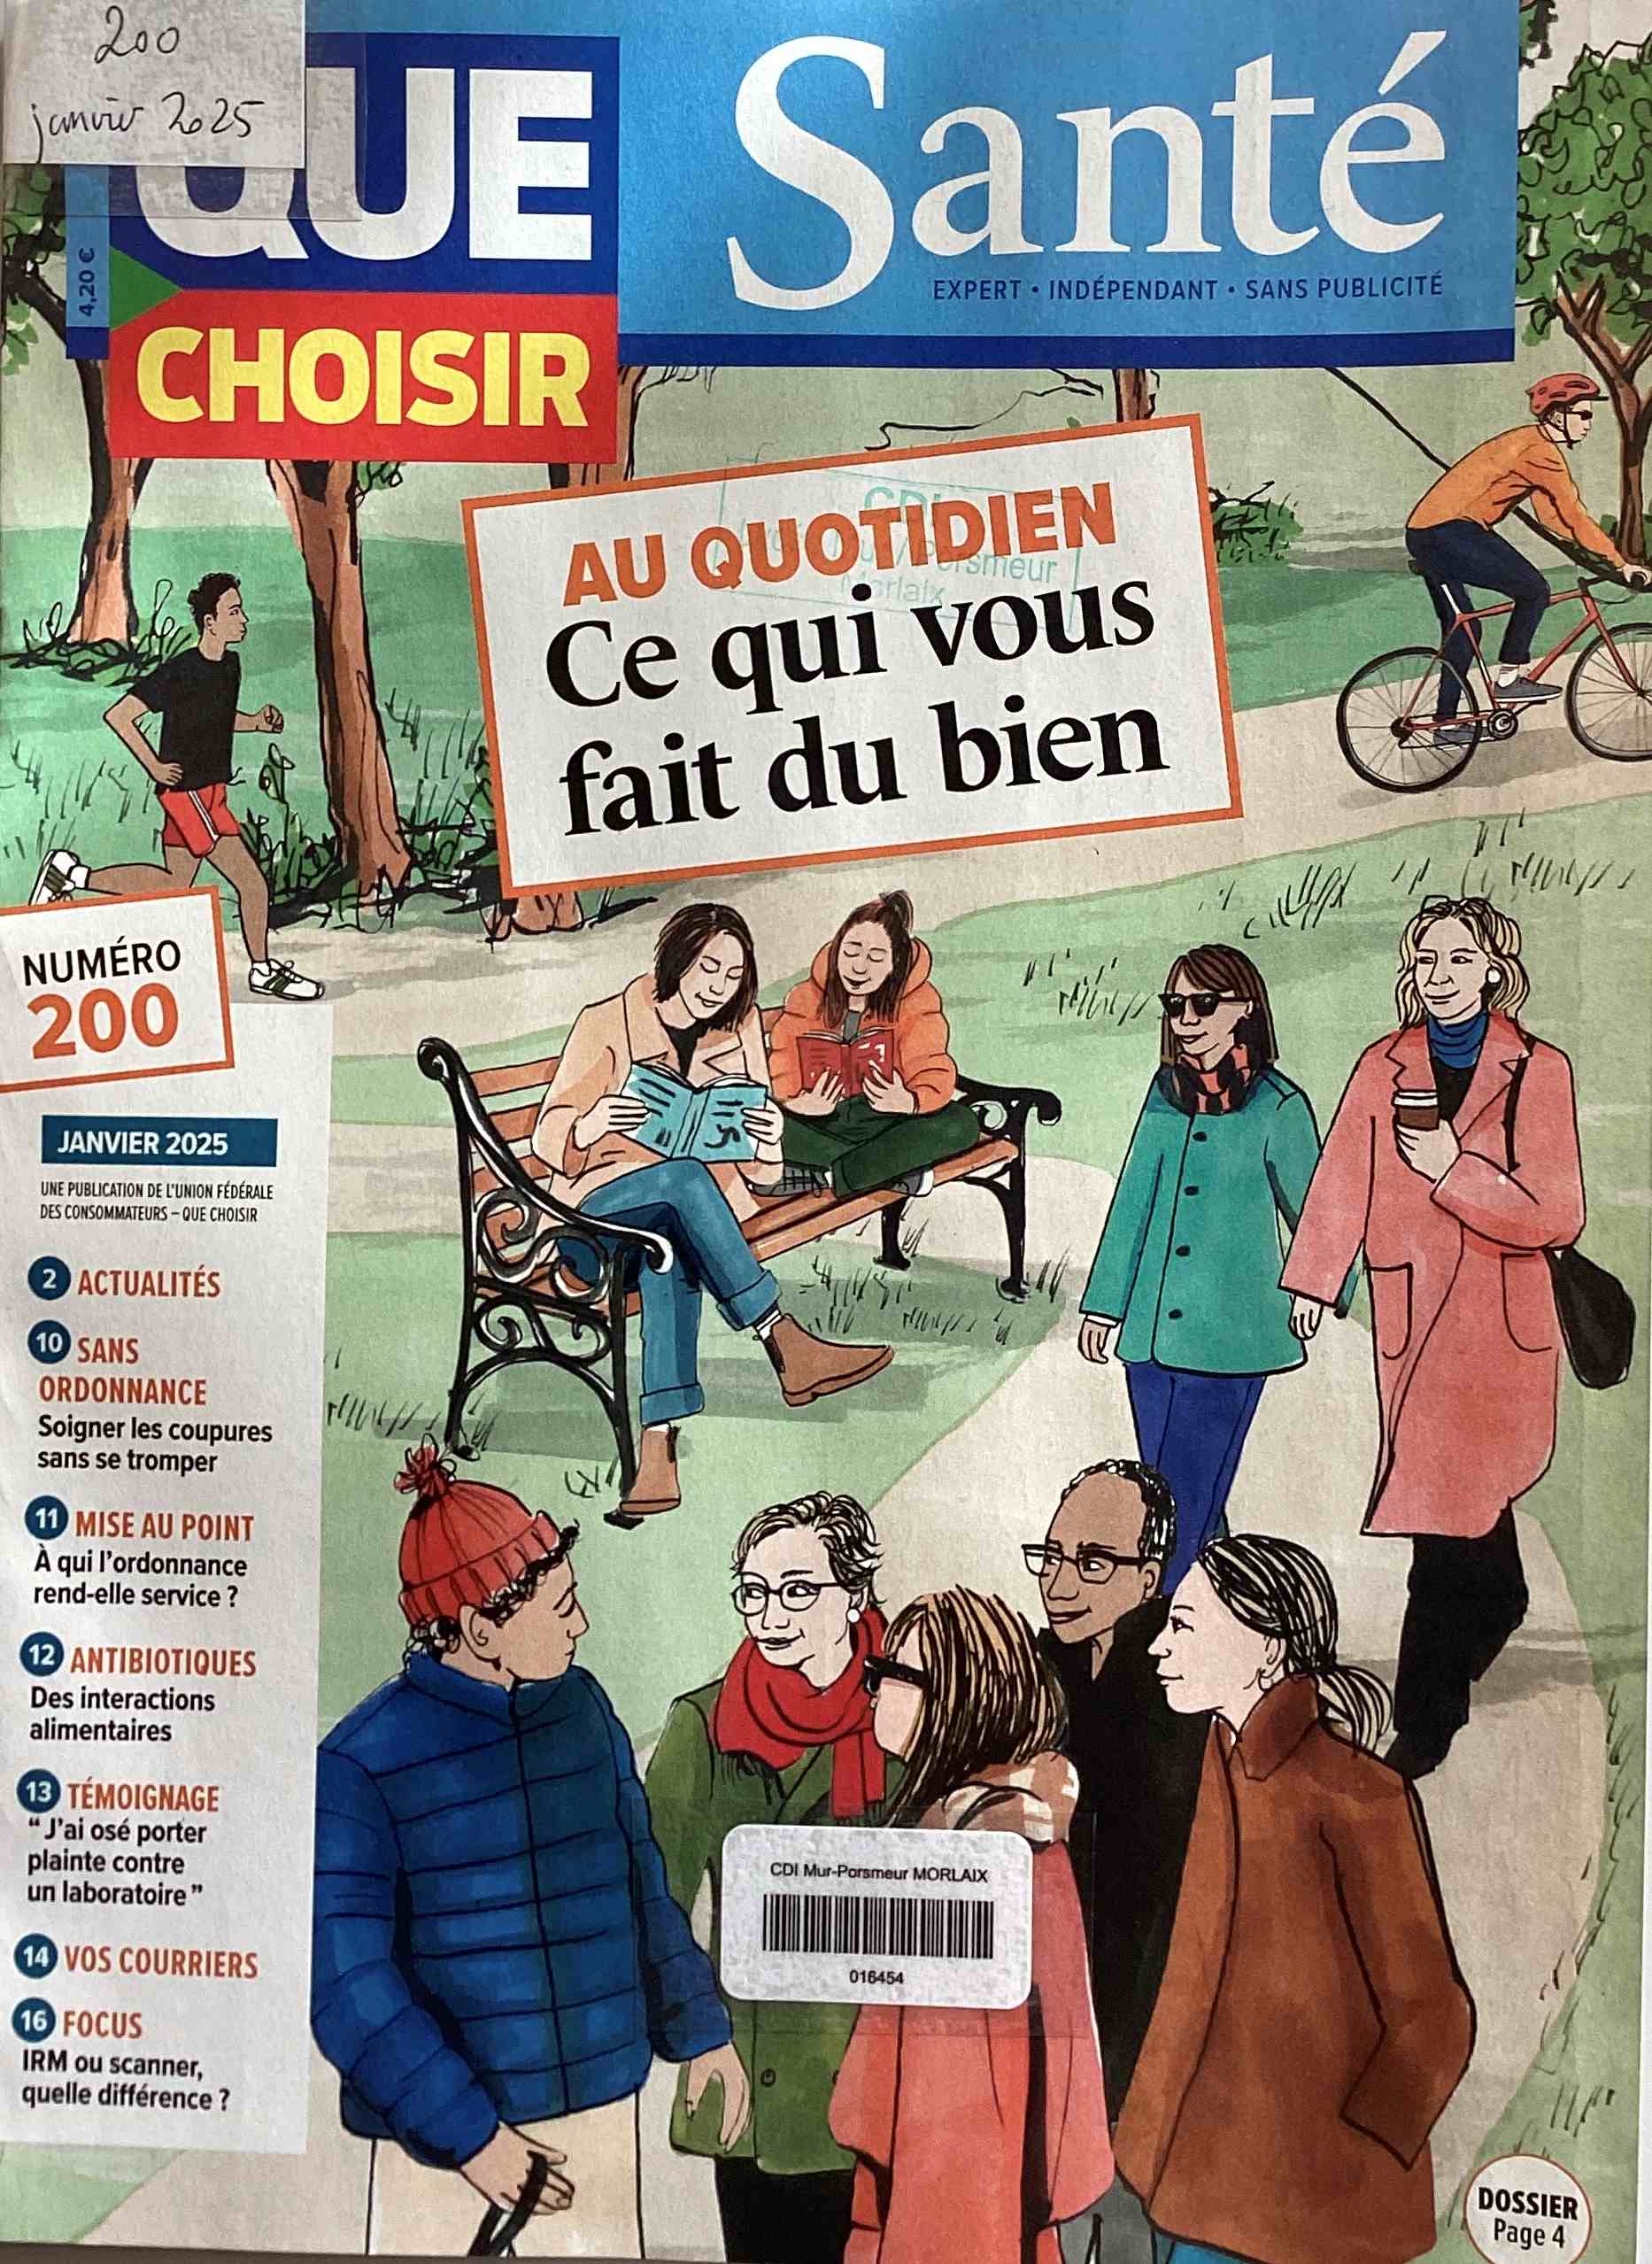 200
janvier 2025
QUE
CHOISIR
4,20 €
Santé
EXPERT • INDÉPENDANT • SANS PUBLICITÉ
AU QUOTIDIEN
Ce qui vous
fait du bien
NUMÉRO
200
JANVIER 2025
UNE PUBLICATION DE L'UNION FÉDÉRALE
DES CONSOMMATEURS – QUE CHOISIR
2 ACTUALITÉS
10 SANS
ORDONNANCE
Soigner les coupures
sans se tromper
11 MISE AU POINT
À qui l'ordonnance
rend-elle service ?
12 ANTIBIOTIQUES
Des interactions
alimentaires
13 TÉMOIGNAGE
“ J'ai osé porter
plainte contre
un laboratoire ”
14 VOS COURRIERS
16 FOCUS
IRM ou scanner,
quelle différence ?
CDI Mur-Porsmeur MORLAIX
016454
DOSSIER
Page 4